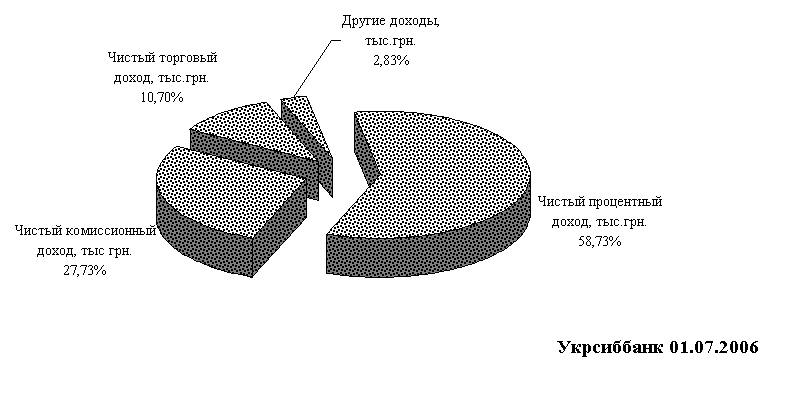 Другие доходы,
тыс.грн.
2,83%
Чистый торговый
доход, тыс.грн.
10,70%
Чистый процентный
доход, тыс.грн.
58,73%
Чистый комиссионный
доход, тыс грн.
27,73%
Укрсиббанк 01.07.2006